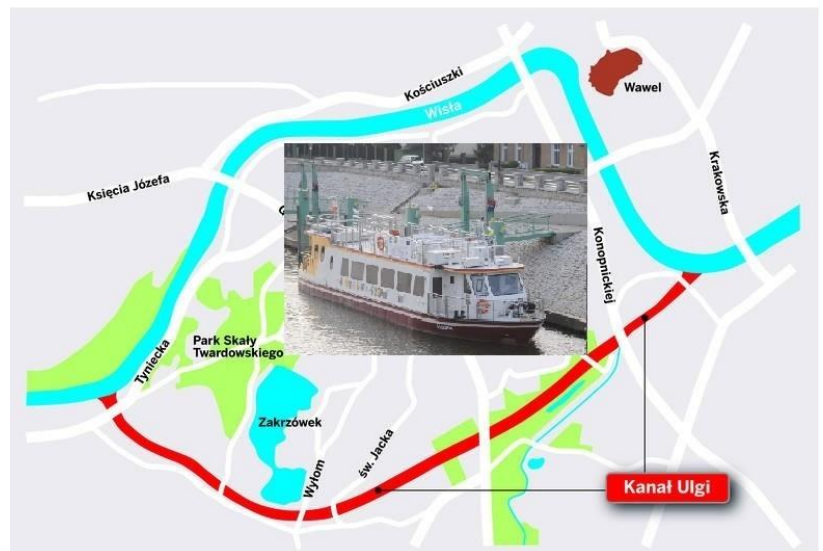 Kościuszki
Wisła
Wawel
Księcia Józefa
Krakowska
Konopnickiej
Park Skały
Twardowskiego
Tyniecka
Zakrzówek
Wyłom
św. Jacka
Kanał Ulgi